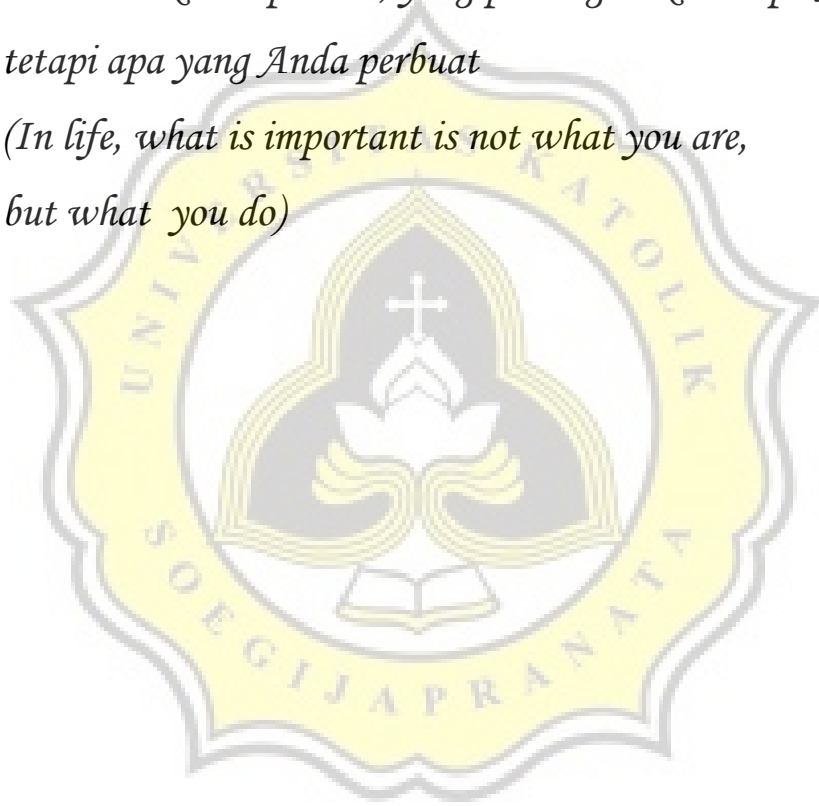 tetapi apa yang Anda perbuat
(In life, what is important is not what you are,
but what you do)
UNIVERSITAS KATOLIK
SOEGIJAPRANATA